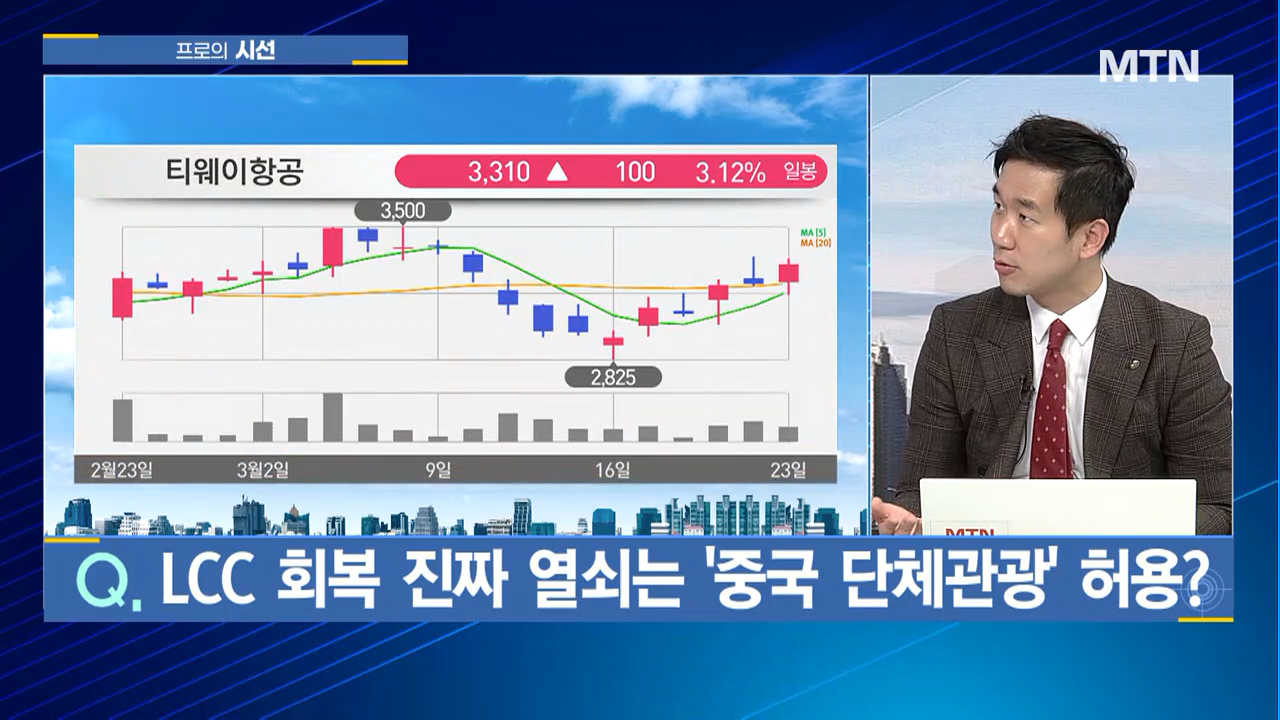 프로의 시선
MTN
티웨이항공 3,310 ▲ 100 3.12% 일봉
3,500
MA [5]
MA [20]
2,825
2월23일 3월2일 9일 16일 23일
MTN
Q. LCC 회복 진짜 열쇠는 '중국 단체관광' 허용?